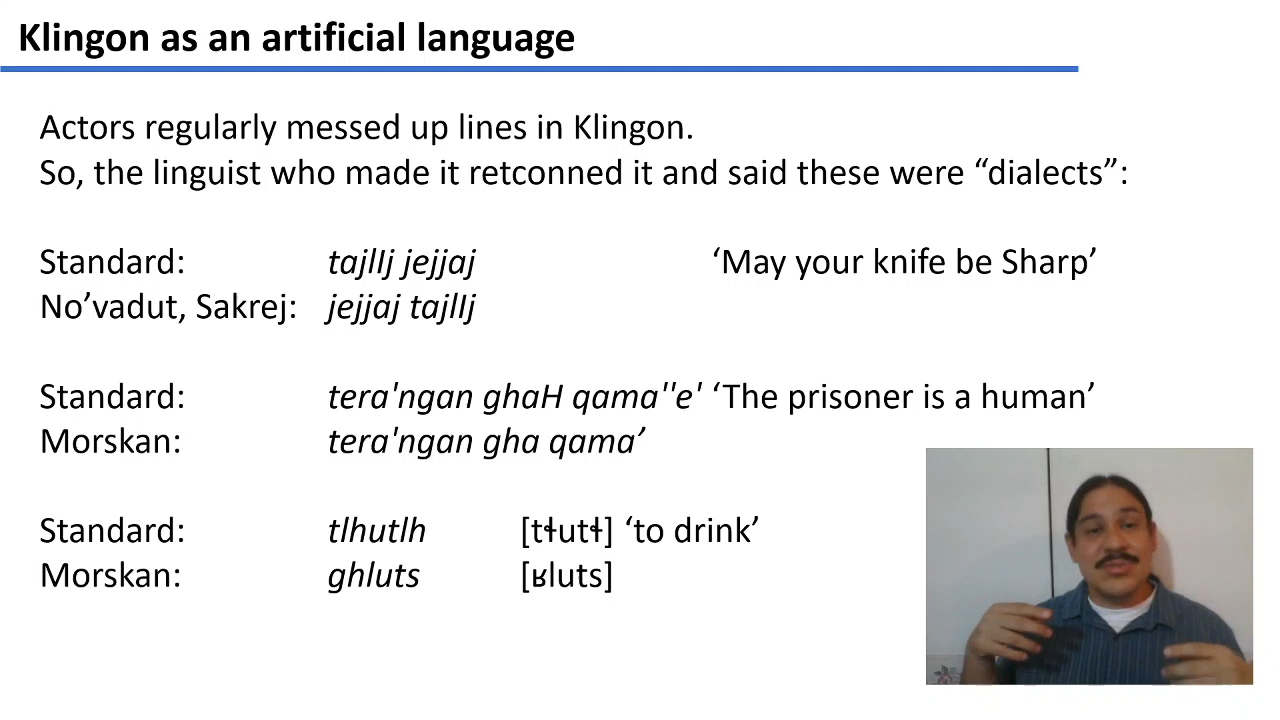 Klingon as an artificial language
Actors regularly messed up lines in Klingon.
So, the linguist who made it retconned it and said these were “dialects”:
Standard: tajlIj jejjaj ‘May your knife be Sharp’
No’vadut, Sakrej: jejjaj tajlIj
Standard: tera'ngan ghaH qama''e' ‘The prisoner is a human’
Morskan: tera'ngan gha qama’
Standard: tlhutlh [tɬutɬ] ‘to drink’
Morskan: ghluts [ʁluts]